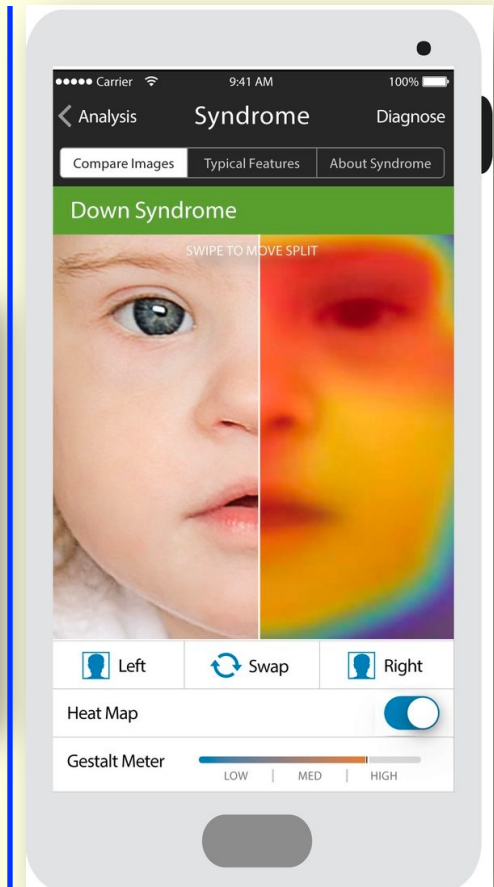 Carrier 9:41 AM 100%
Analysis Syndrome Diagnose
Compare Images Typical Features About Syndrome
Down Syndrome
SWIPE TO MOVE SPLIT
Left Swap Right
Heat Map
Gestalt Meter
LOW | MED | HIGH